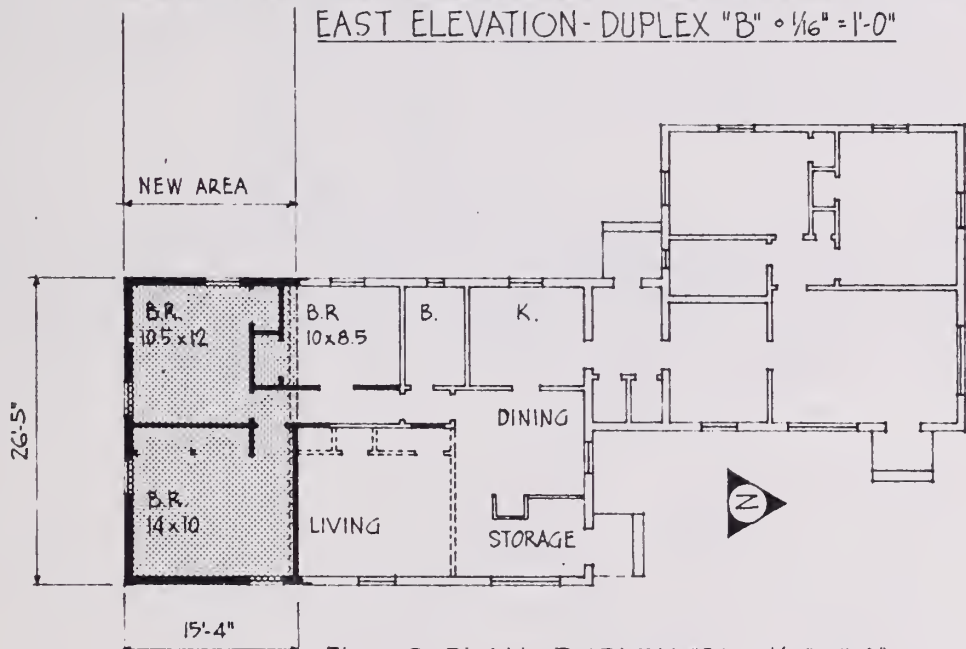 EAST ELEVATION - DUPLEX "B" ∘ 1/16" = 1'-0"
NEW AREA
B.R.
10.5 x 12
B.R
10 x 8.5
B.
K.
DINING
26'-5"
B.R.
14 x 10
LIVING
STORAGE
N
15'-4"